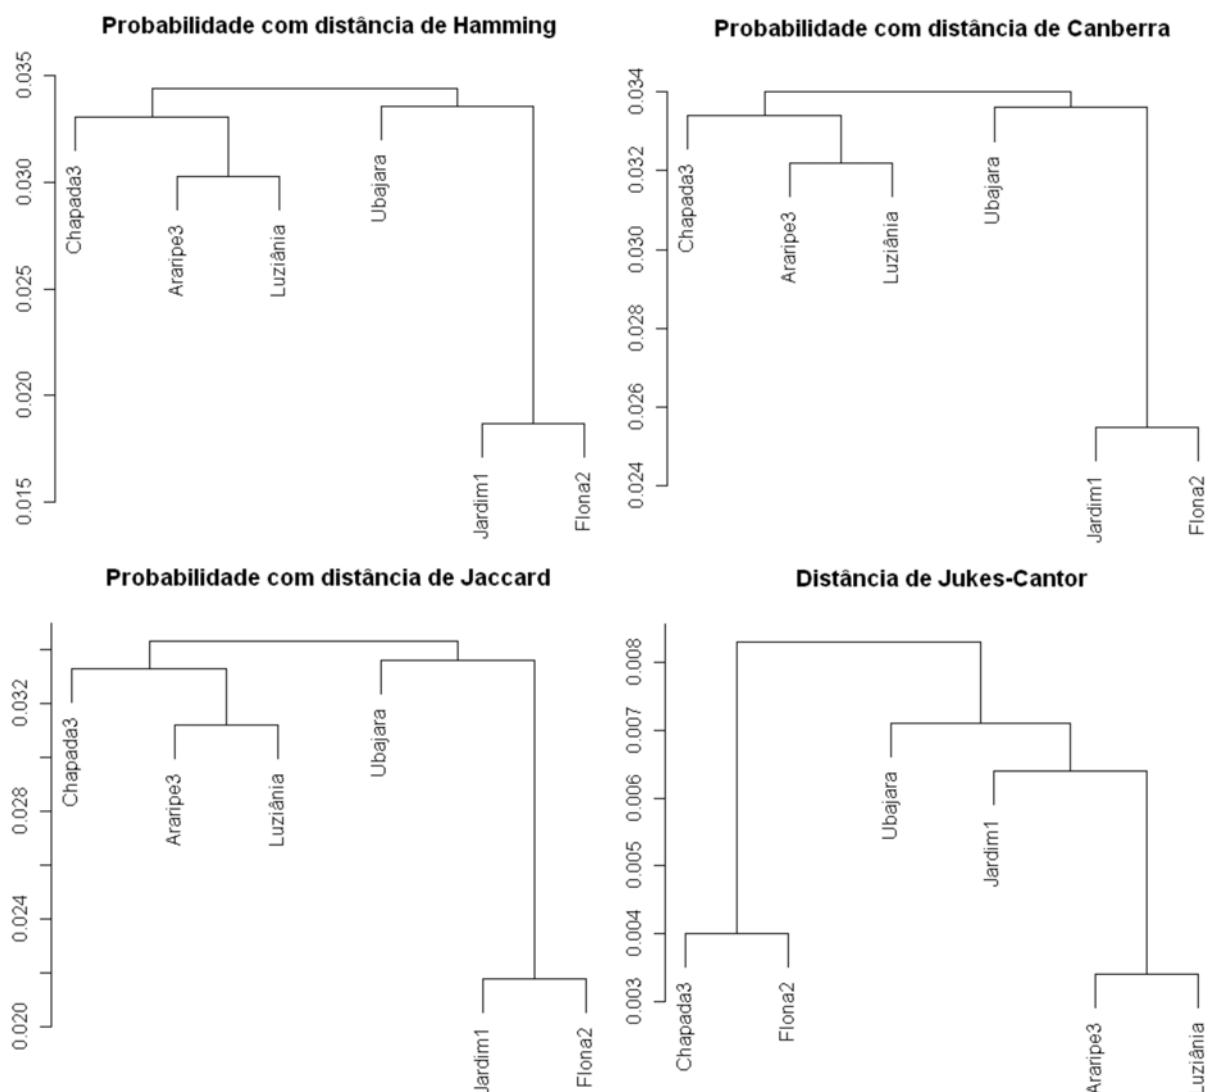 Probabilidade com distância de Hamming
0.035
0.030
0.025
0.020
0.015
Chapada3
Araripe3
Luziânia
Ubajara
Jardim1
Flona2
Probabilidade com distância de Canberra
0.034
0.032
0.030
0.028
0.026
0.024
Chapada3
Araripe3
Luziânia
Ubajara
Jardim1
Flona2
Probabilidade com distância de Jaccard
0.032
0.028
0.024
0.020
Chapada3
Araripe3
Luziânia
Ubajara
Jardim1
Flona2
Distância de Jukes-Cantor
0.008
0.007
0.006
0.005
0.004
0.003
Chapada3
Flona2
Ubajara
Jardim1
Araripe3
Luziânia